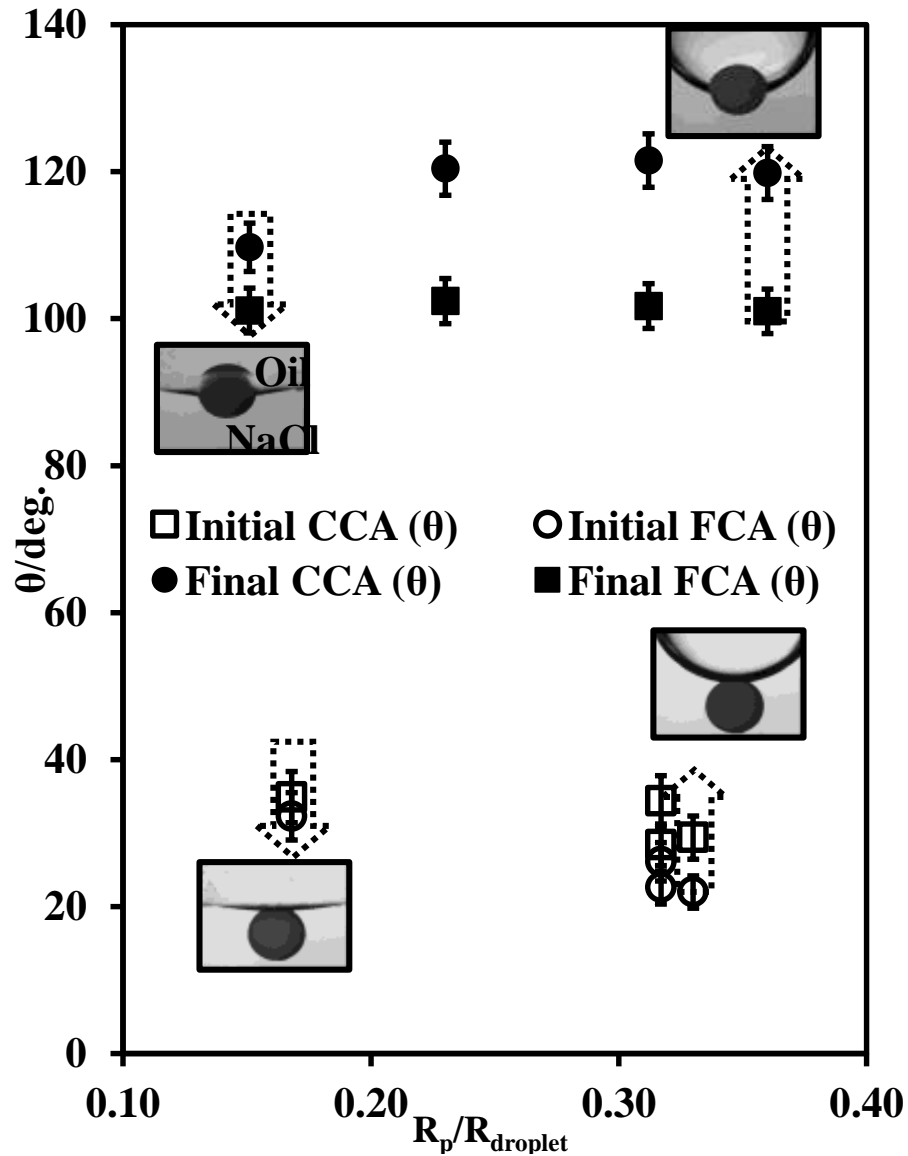 140
120
100
80
60
40
20
0
θ/deg.
Oil
NaCl
Initial CCA (θ)
Initial FCA (θ)
Final CCA (θ)
Final FCA (θ)
0.10
0.20
0.30
0.40
Rp/Rdroplet